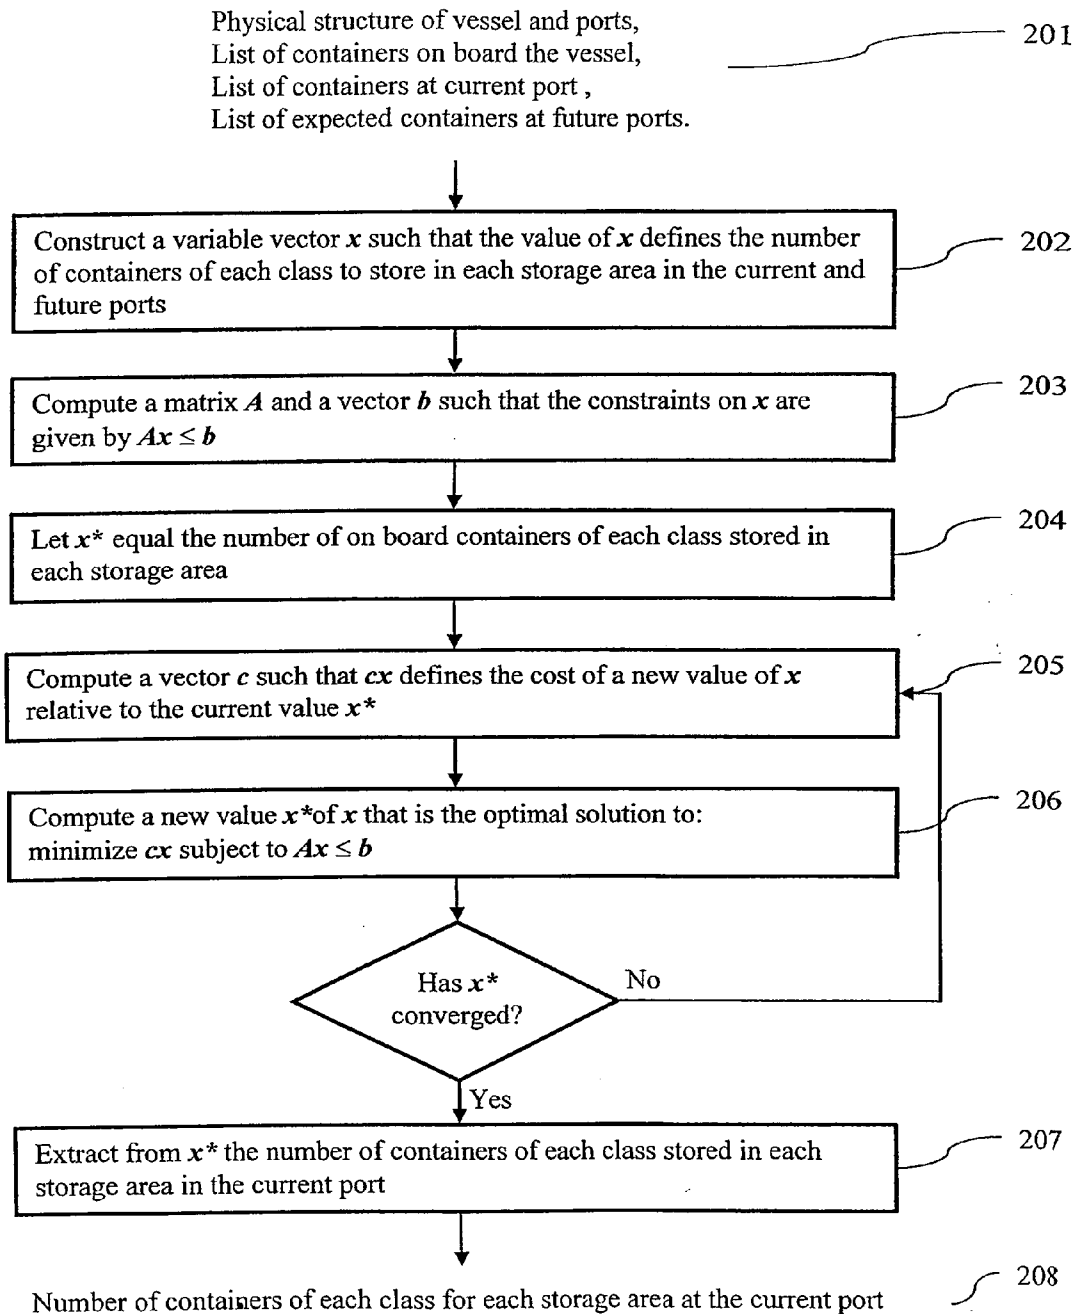 Physical structure of vessel and ports,
List of containers on board the vessel,
List of containers at current port ,
List of expected containers at future ports.
201
Construct a variable vector x such that the value of x defines the number
of containers of each class to store in each storage area in the current and
future ports
202
Compute a matrix A and a vector b such that the constraints on x are
given by Ax ≤ b
203
Let x* equal the number of on board containers of each class stored in
each storage area
204
Compute a vector c such that cx defines the cost of a new value of x
relative to the current value x*
205
Compute a new value x*of x that is the optimal solution to:
minimize cx subject to Ax ≤ b
206
Has x*
converged?
No
Yes
Extract from x* the number of containers of each class stored in each
storage area in the current port
207
Number of containers of each class for each storage area at the current port
208